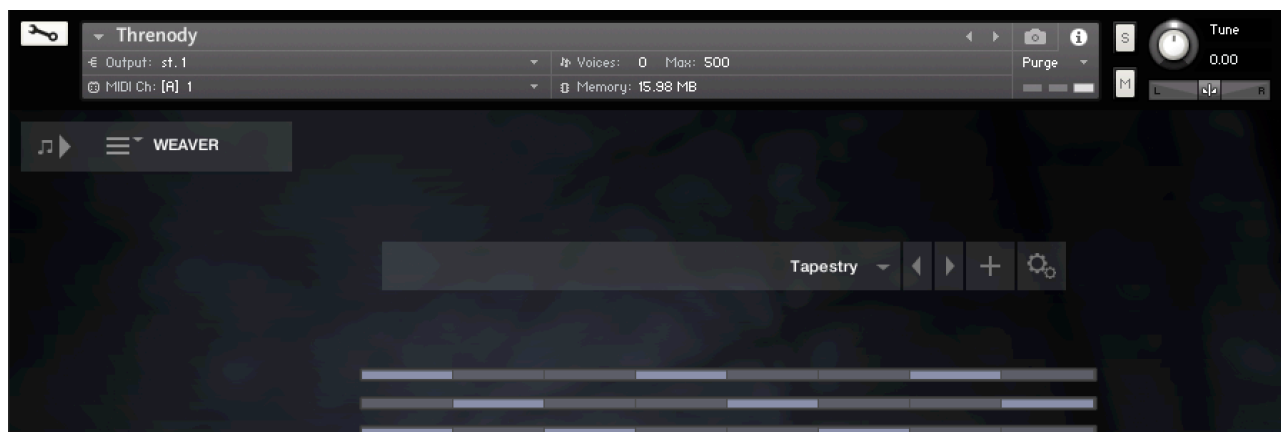 Threnody
Output: st. 1
Voices: 0 Max: 500
Purge
MIDI Ch: [A] 1
Memory: 15.98 MB
S
M
Tune
0.00
L
R
WEAVER
Tapestry